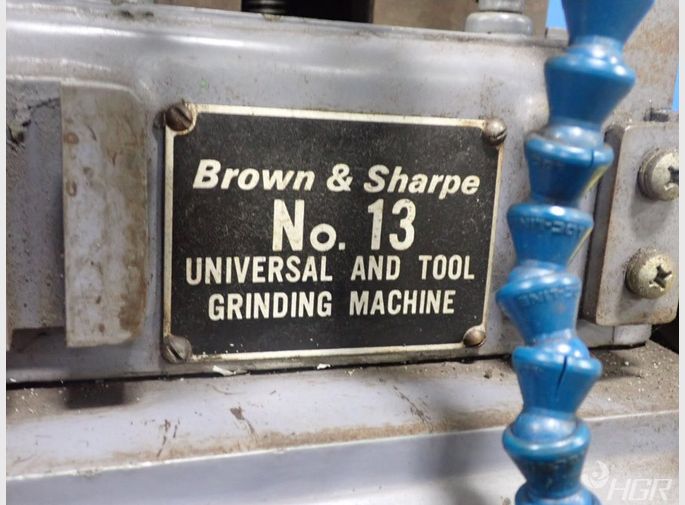 Brown & Sharpe
No. 13
UNIVERSAL AND TOOL
GRINDING MACHINE
HGR